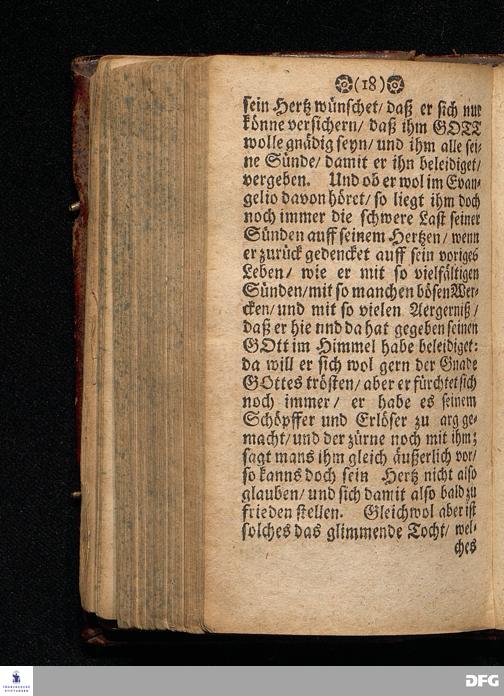 (18)
sein Hertz wünschet/ daß er sich nur
könne versichern/ daß ihm GOTT
wolle gnädig seyn/ und ihm alle sei-
ne Sünde/ damit er ihn beleidiget/
vergeben. Und ob er wol im Evan-
gelio davon höret/ so liegt ihm doch
noch immer die schwere Last seiner
Sünden auff seinem Hertzen/ wenn
er zurück gedencket auff sein voriges
Leben/ wie er mit so vielfältigen
Sünden/ mit so manchen bösen Wer-
cken/ und mit so vielen Aergerniß/
daß er hie und da hat gegeben seinen
GOtt im Himmel habe beleidiget:
da will er sich wol gern der Gnade
GOttes trösten/ aber er fürchtet sich
noch immer/ er habe es seinem
Schöpffer und Erlöser zu arg ge-
macht/ und der zürne noch mit ihm;
sagt mans ihm gleich äußerlich vor/
so kanns doch sein Hertz nicht also
glauben/ und sich damit also bald zu
frieden stellen. Gleichwol aber ist
solches das glimmende Tocht/ wel-
ches
FRANCKESCHE
STIFTUNGEN
DFG